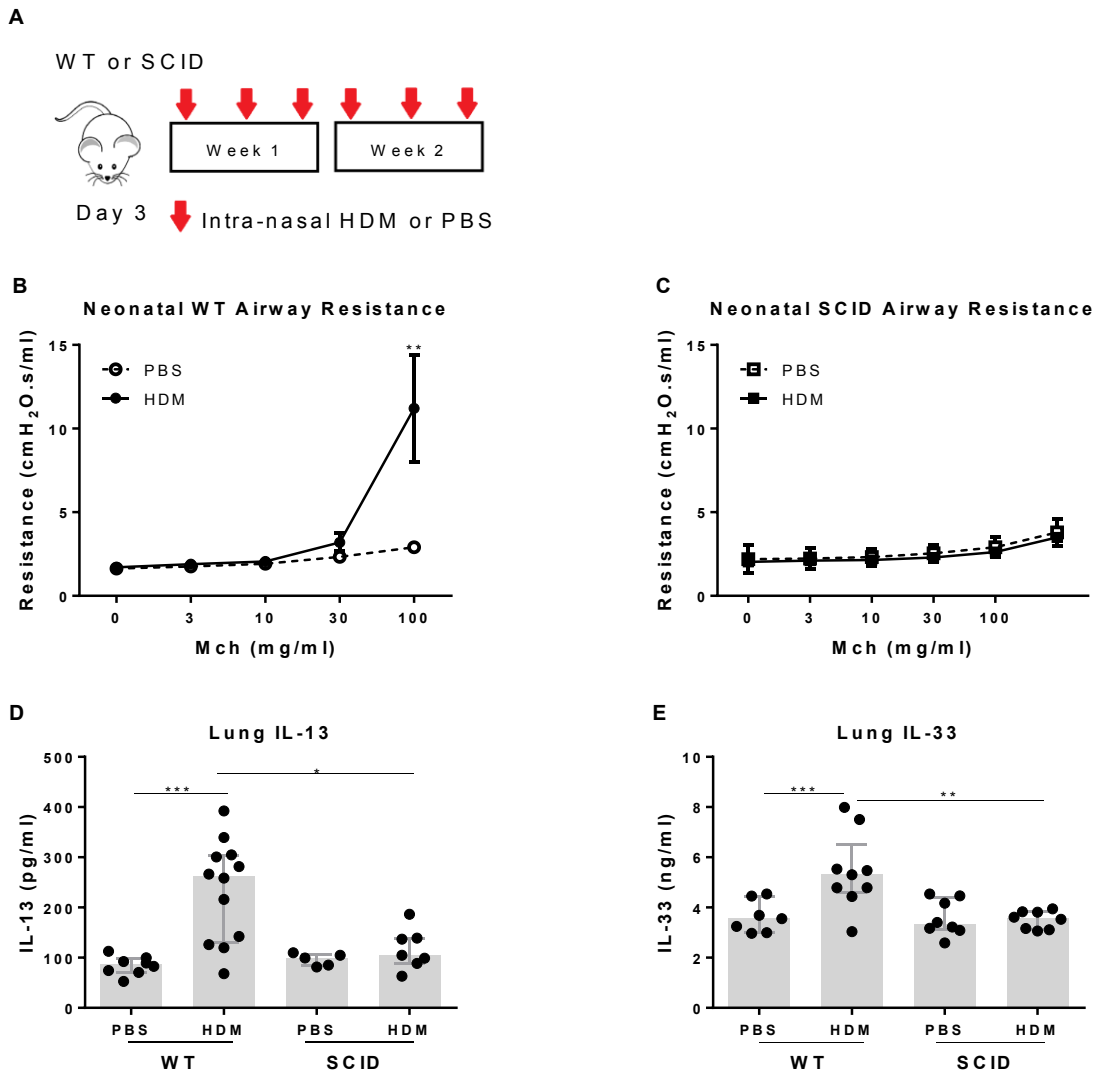 A
WT or SCID
Week 1
Week 2
Day 3
Intra-nasal HDM or PBS
B
Neonatal WT Airway Resistance
15
10
5
0
Resistance (cmH2O.s/ml)
PBS
HDM
**
0 3 10 30 100
Mch (mg/ml)
C
Neonatal SCID Airway Resistance
15
10
5
0
Resistance (cmH2O.s/ml)
PBS
HDM
0 3 10 30 100
Mch (mg/ml)
D
Lung IL-13
500
400
300
200
100
0
IL-13 (pg/ml)
***
*
PBS HDM PBS HDM
WT SCID
E
Lung IL-33
10
8
6
4
2
0
IL-33 (ng/ml)
***
**
PBS HDM PBS HDM
WT SCID